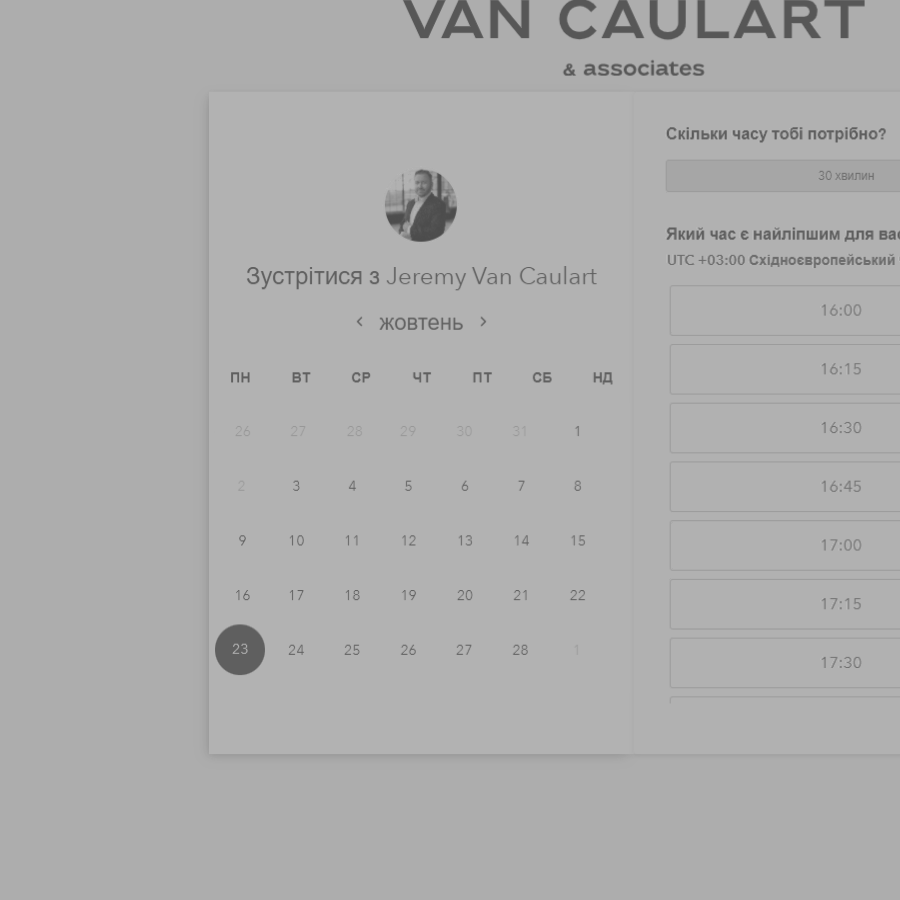 VAN CAULART
& associates
Зустрітися з Jeremy Van Caulart
жовтень
ПН ВТ СР ЧТ ПТ СБ НД
26 27 28 29 30 31 1
2 3 4 5 6 7 8
9 10 11 12 13 14 15
16 17 18 19 20 21 22
23 24 25 26 27 28 1
Скільки часу тобі потрібно?
30 хвилин
Який час є найліпшим для вас
UTC +03:00 Східноєвропейський
16:00
16:15
16:30
16:45
17:00
17:15
17:30